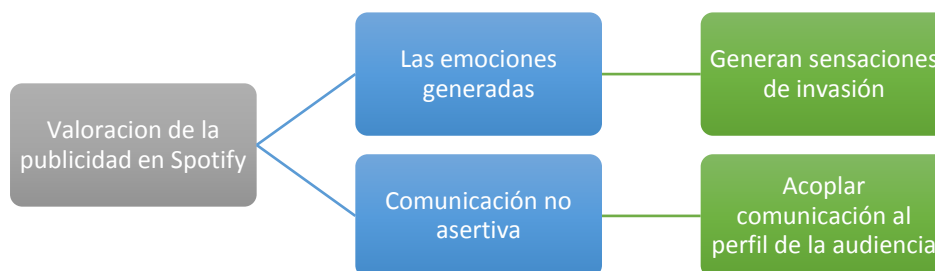 Valoracion de la
publicidad en Spotify
Las emociones
generadas
Generan sensaciones
de invasión
Comunicación no
asertiva
Acoplar
comunicación al
perfil de la audiencia